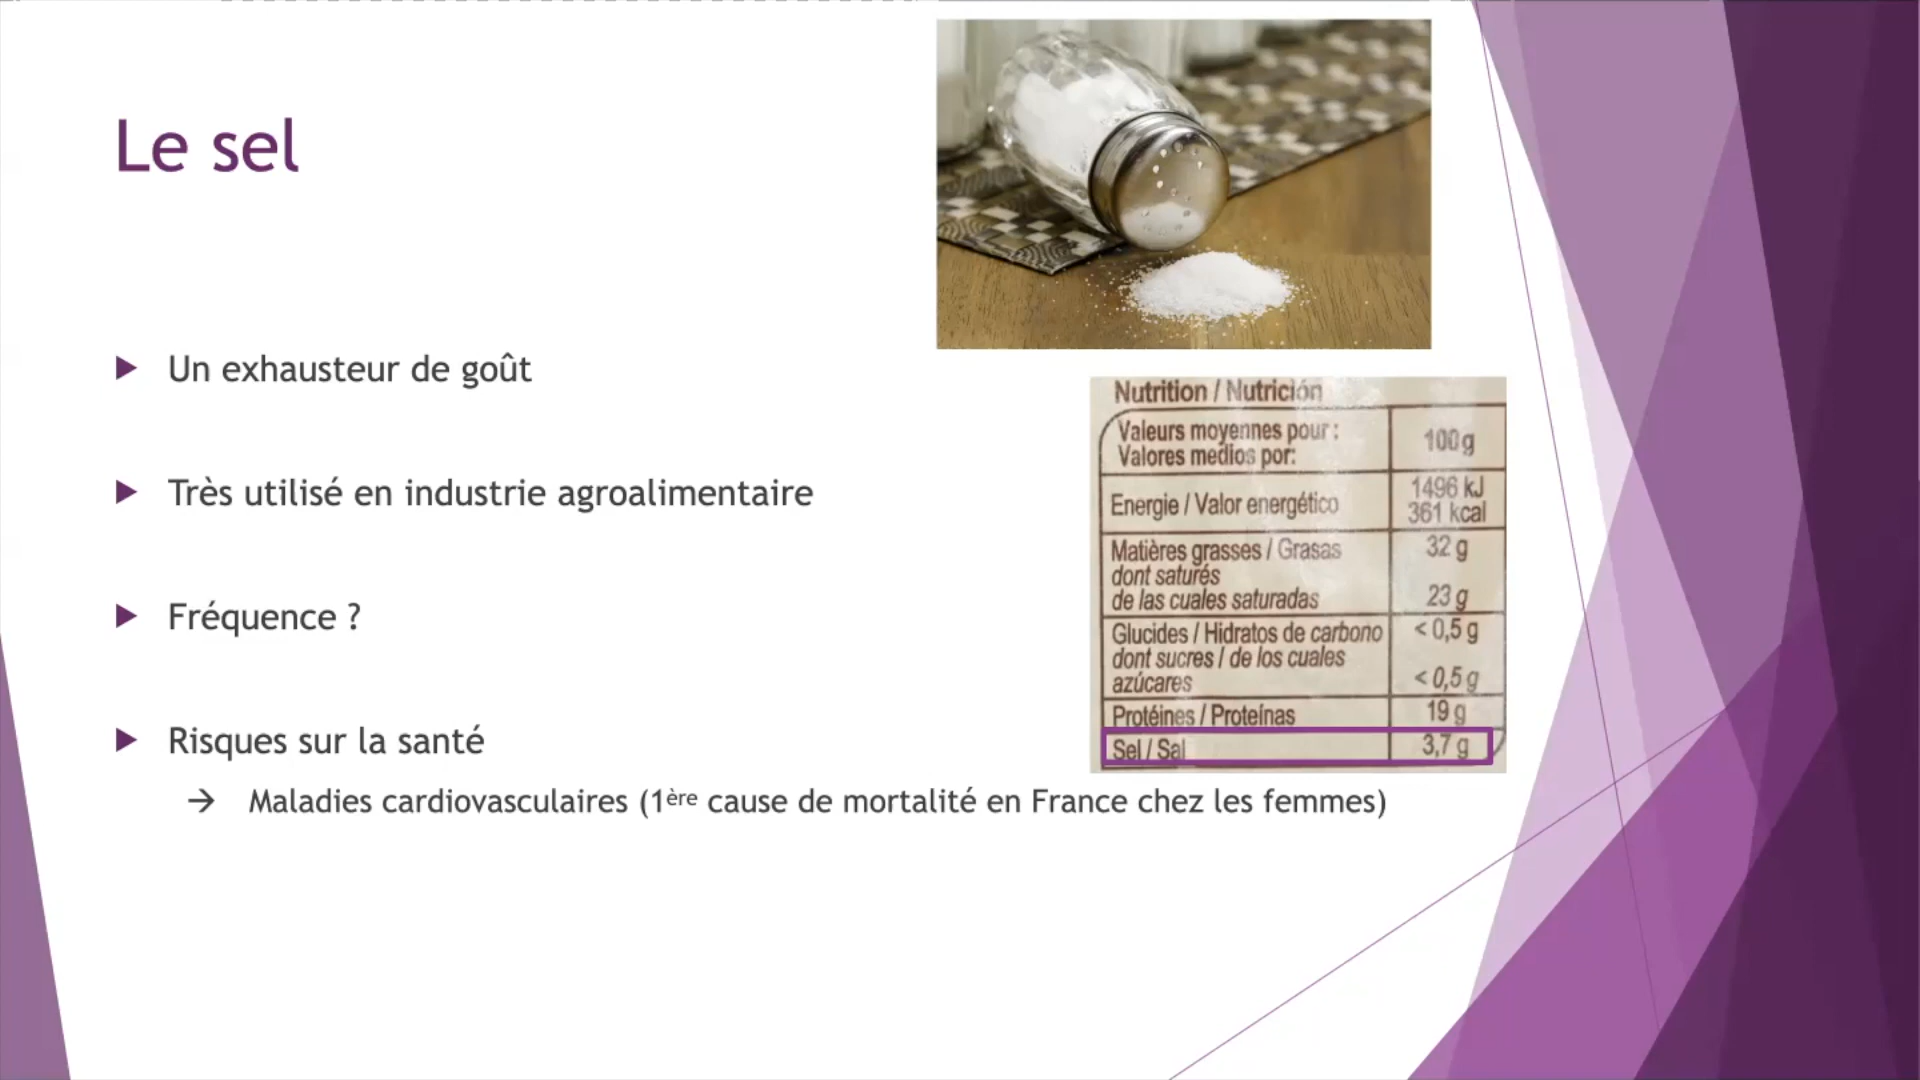 Le sel
Un exhausteur de goût
Très utilisé en industrie agroalimentaire
Fréquence ?
Risques sur la santé
→ Maladies cardiovasculaires (1ère cause de mortalité en France chez les femmes)
Nutrition / Nutrición
Valeurs moyennes pour : 100 g
Valores medios por:
Energie / Valor energético 1496 kJ
361 kcal
Matières grasses / Grasas 32 g
dont saturés
de las cuales saturadas 23 g
Glucides / Hidratos de carbono < 0,5 g
dont sucres / de los cuales
azúcares < 0,5 g
Protéines / Proteínas 19 g
Sel / Sal 3,7 g